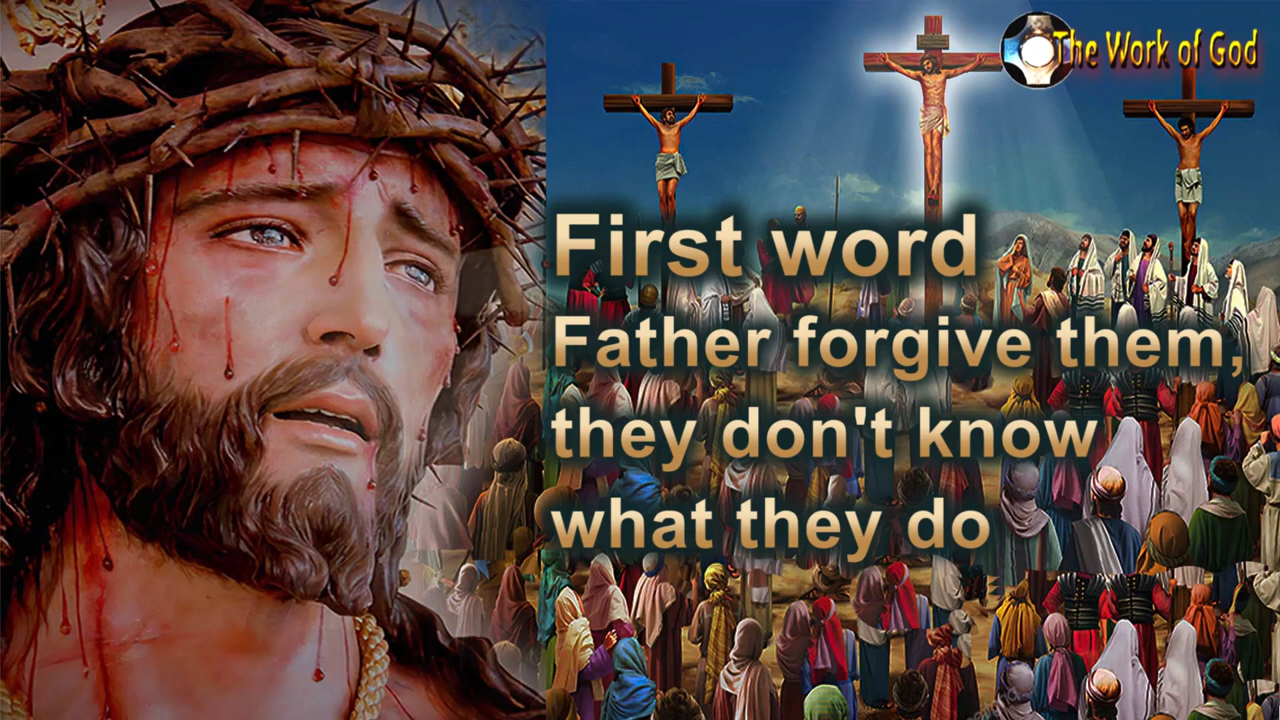 The Work of God
First word
Father forgive them,
they don't know
what they do